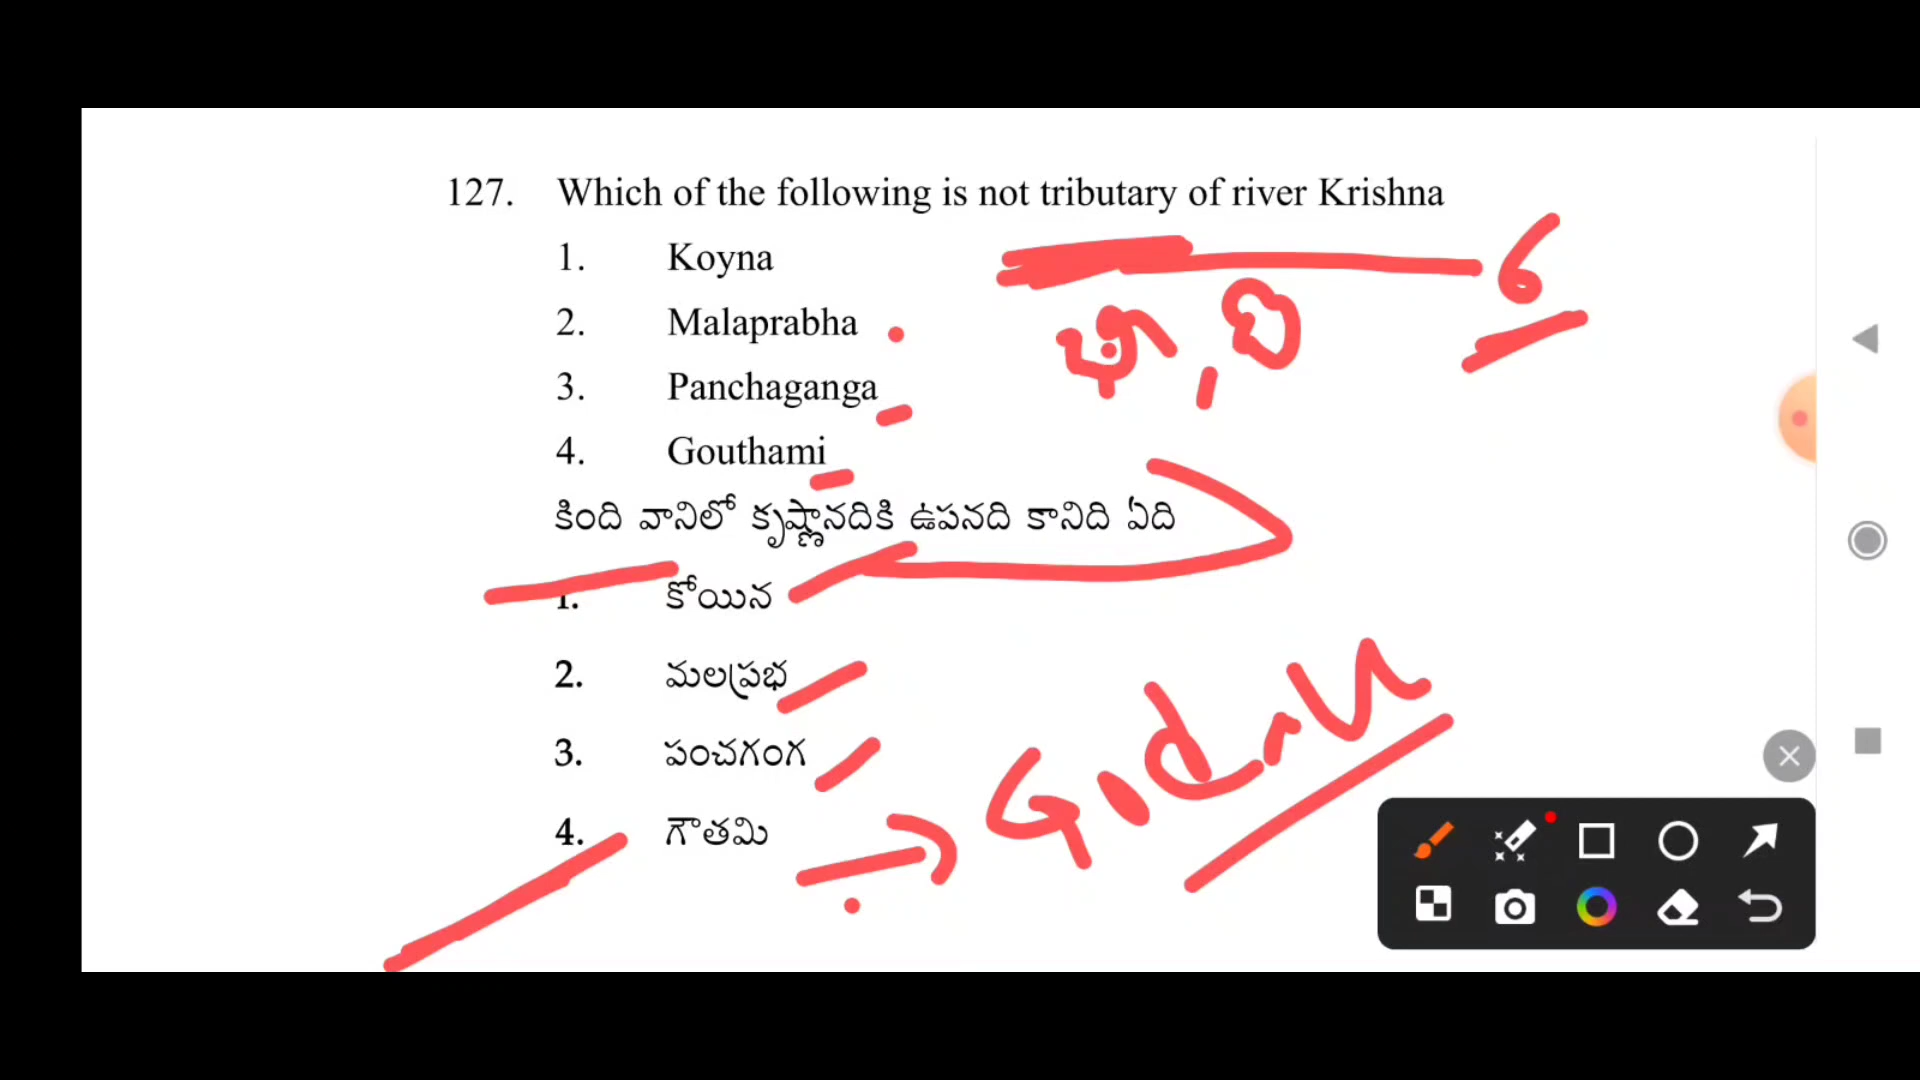 127. Which of the following is not tributary of river Krishna
1. Koyna
2. Malaprabha
3. Panchaganga
4. Gouthami
కింది వానిలో కృష్ణానదికి ఉపనది కానిది ఏది
1. కోయిన
2. మలప్రభ
3. పంచగంగ
4. గౌతమి